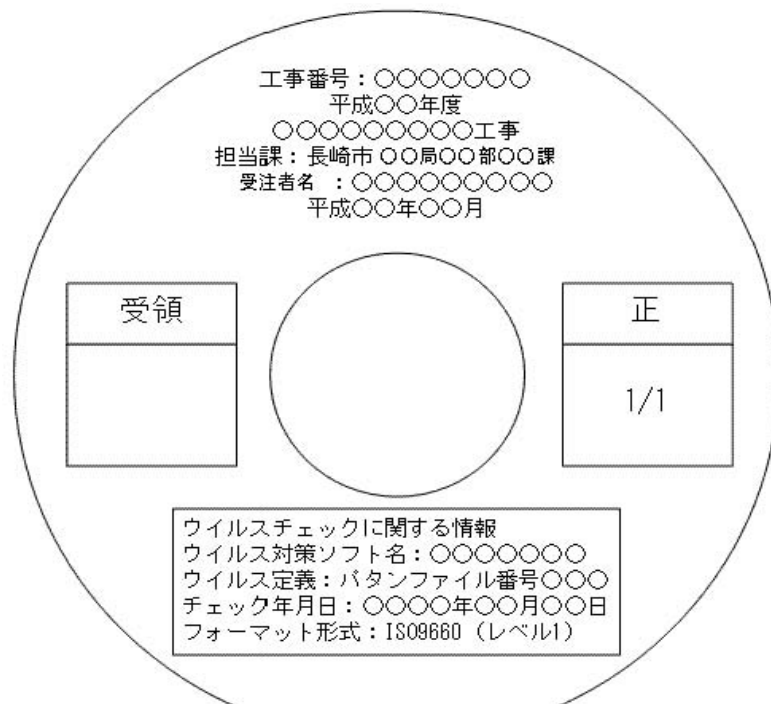 工事番号：○○○○○○○
平成○○年度
○○○○○○○○○工事
担当課：長崎市 ○○局○○部○○課
受注者名 ：○○○○○○○○○
平成○○年○○月
受領
正
1/1
ウイルスチェックに関する情報
ウイルス対策ソフト名：○○○○○○○
ウイルス定義：パタンファイル番号○○○
チェック年月日：○○○○年○○月○○日
フォーマット形式：ISO9660（レベル1）